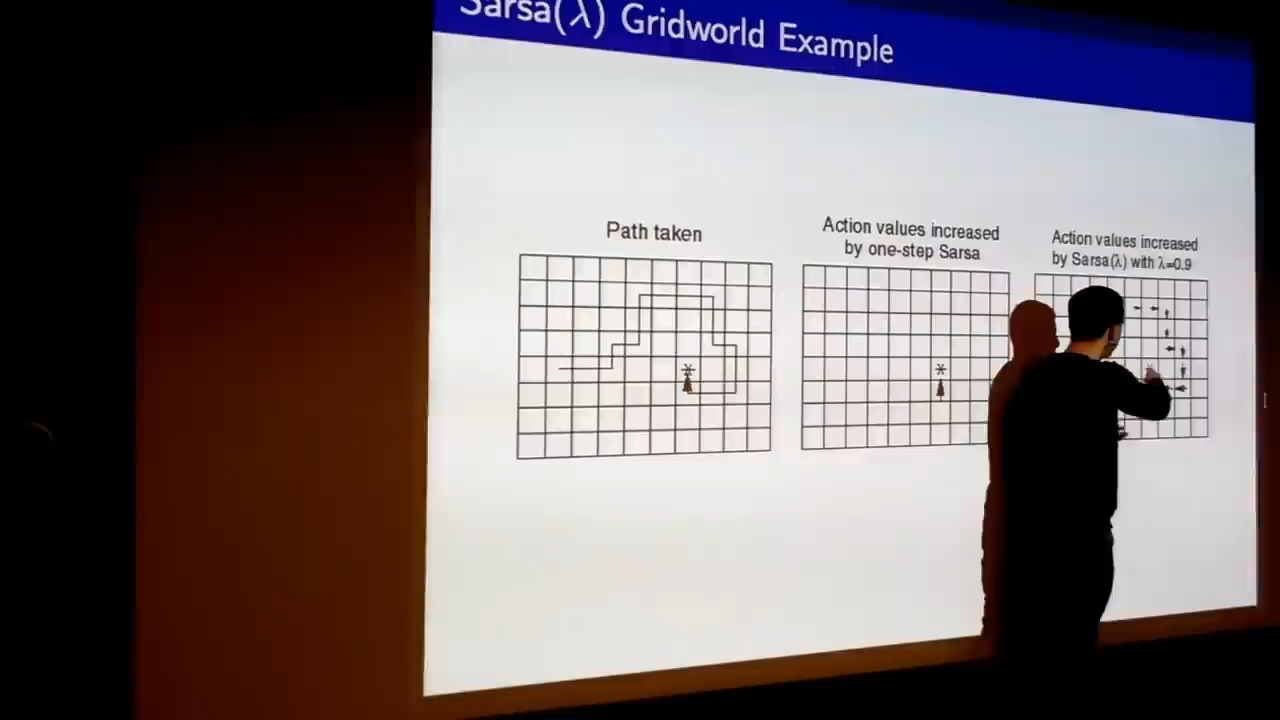 Sarsa(λ) Gridworld Example
Path taken
Action values increased
by one-step Sarsa
Action values increased
by Sarsa(λ) with λ=0.9